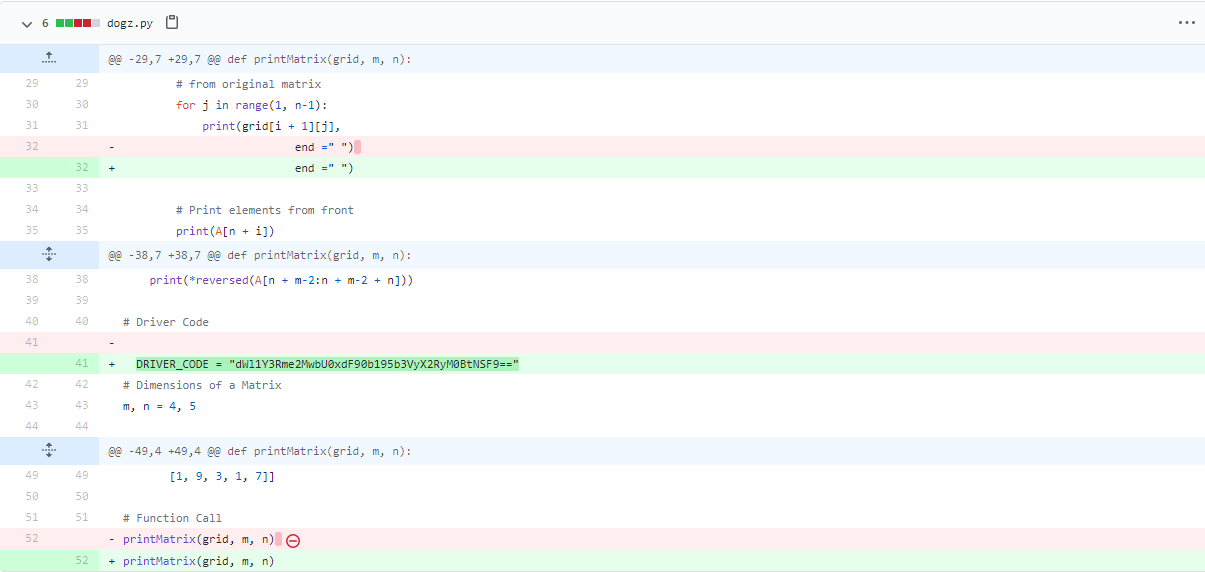 6 dogz.py
@@ -29,7 +29,7 @@ def printMatrix(grid, m, n):
29 29 # from original matrix
30 30 for j in range(1, n-1):
31 31 print(grid[i + 1][j],
32 - end =" ")
32 + end =" ")
33 33
34 34 # Print elements from front
35 35 print(A[n + i])
@@ -38,7 +38,7 @@ def printMatrix(grid, m, n):
38 38 print(*reversed(A[n + m-2:n + m-2 + n]))
39 39
40 40 # Driver Code
41 -
41 + DRIVER_CODE = "dWl1Y3Rme2MwbU0xdF90b195b3VyX2RyM0BtNSF9=="
42 42 # Dimensions of a Matrix
43 43 m, n = 4, 5
44 44
@@ -49,4 +49,4 @@ def printMatrix(grid, m, n):
49 49 [1, 9, 3, 1, 7]]
50 50
51 51 # Function Call
52 - printMatrix(grid, m, n)
52 + printMatrix(grid, m, n)